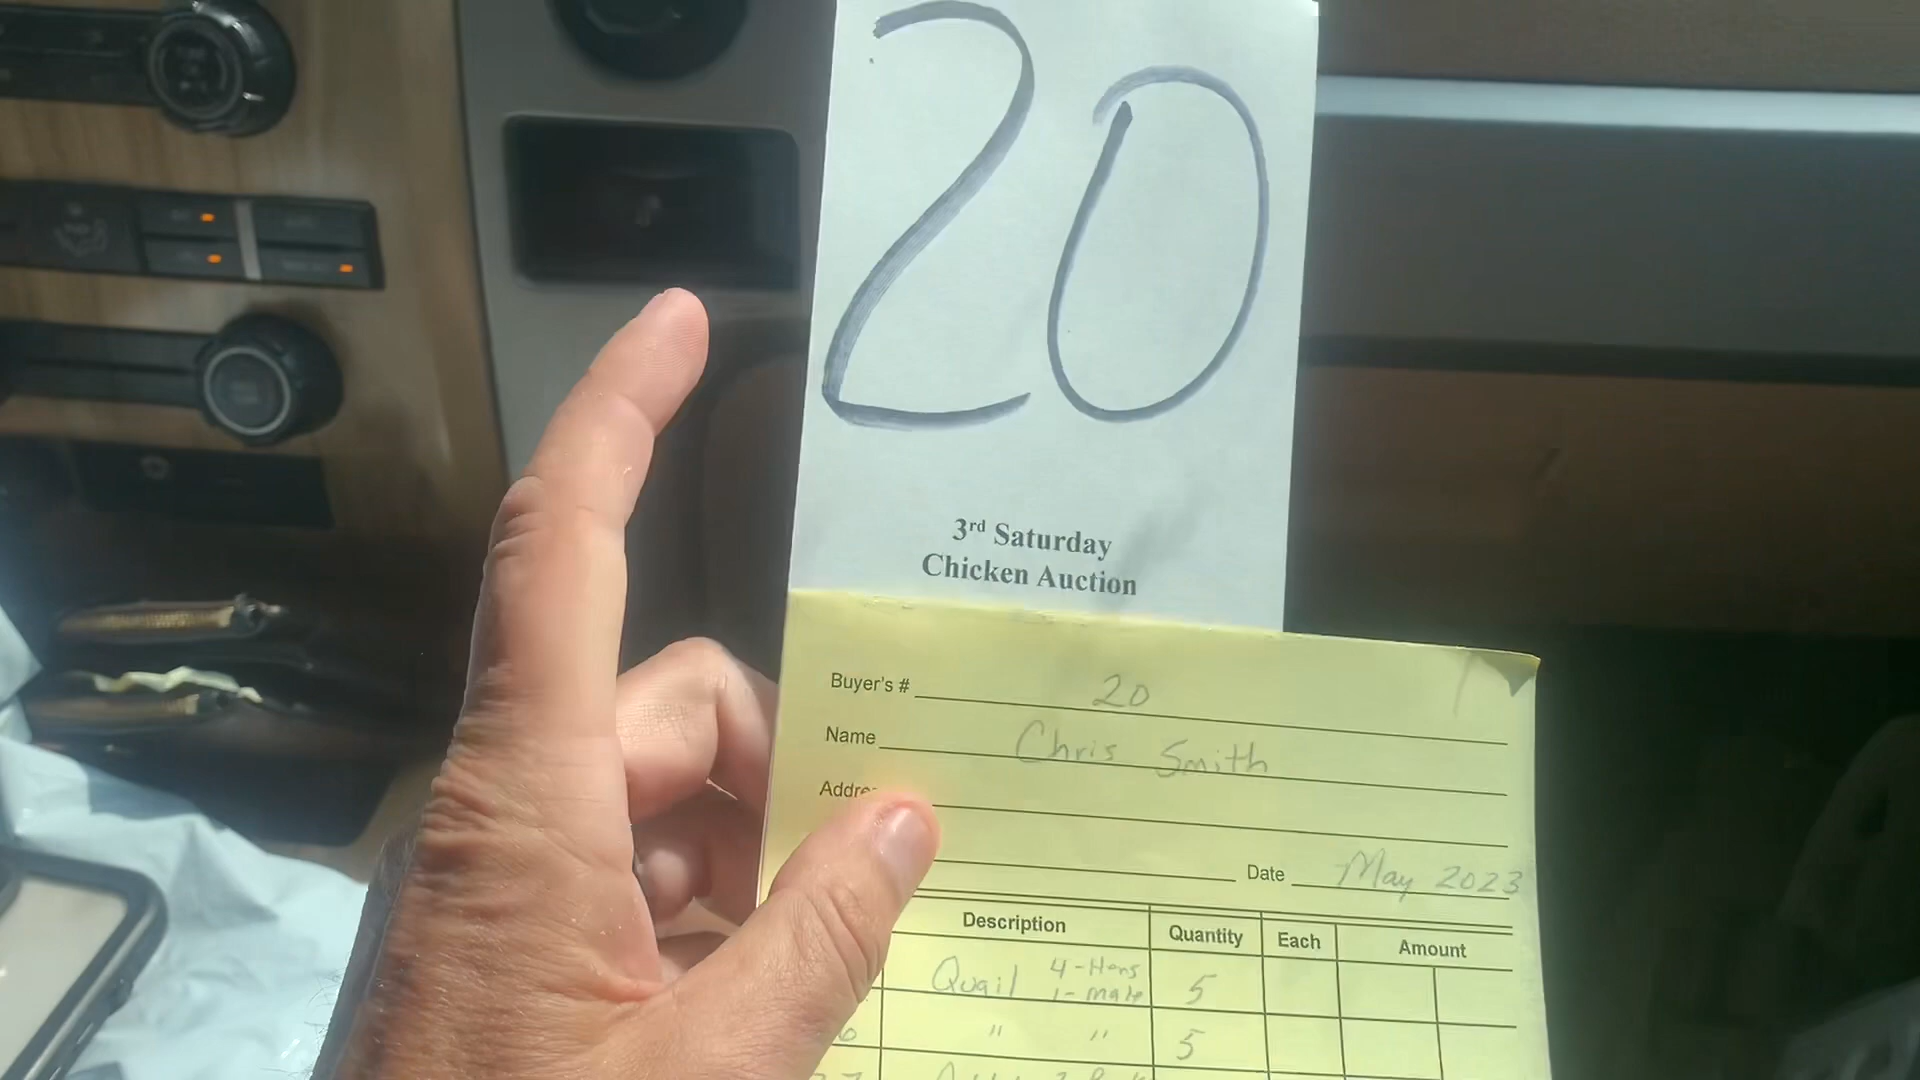 20
3rd Saturday
Chicken Auction
Buyer's # 20
Name Chris Smith
Date May 2023
Description Quantity Each Amount
Quail 4-Hens 5
1-male
" " 5